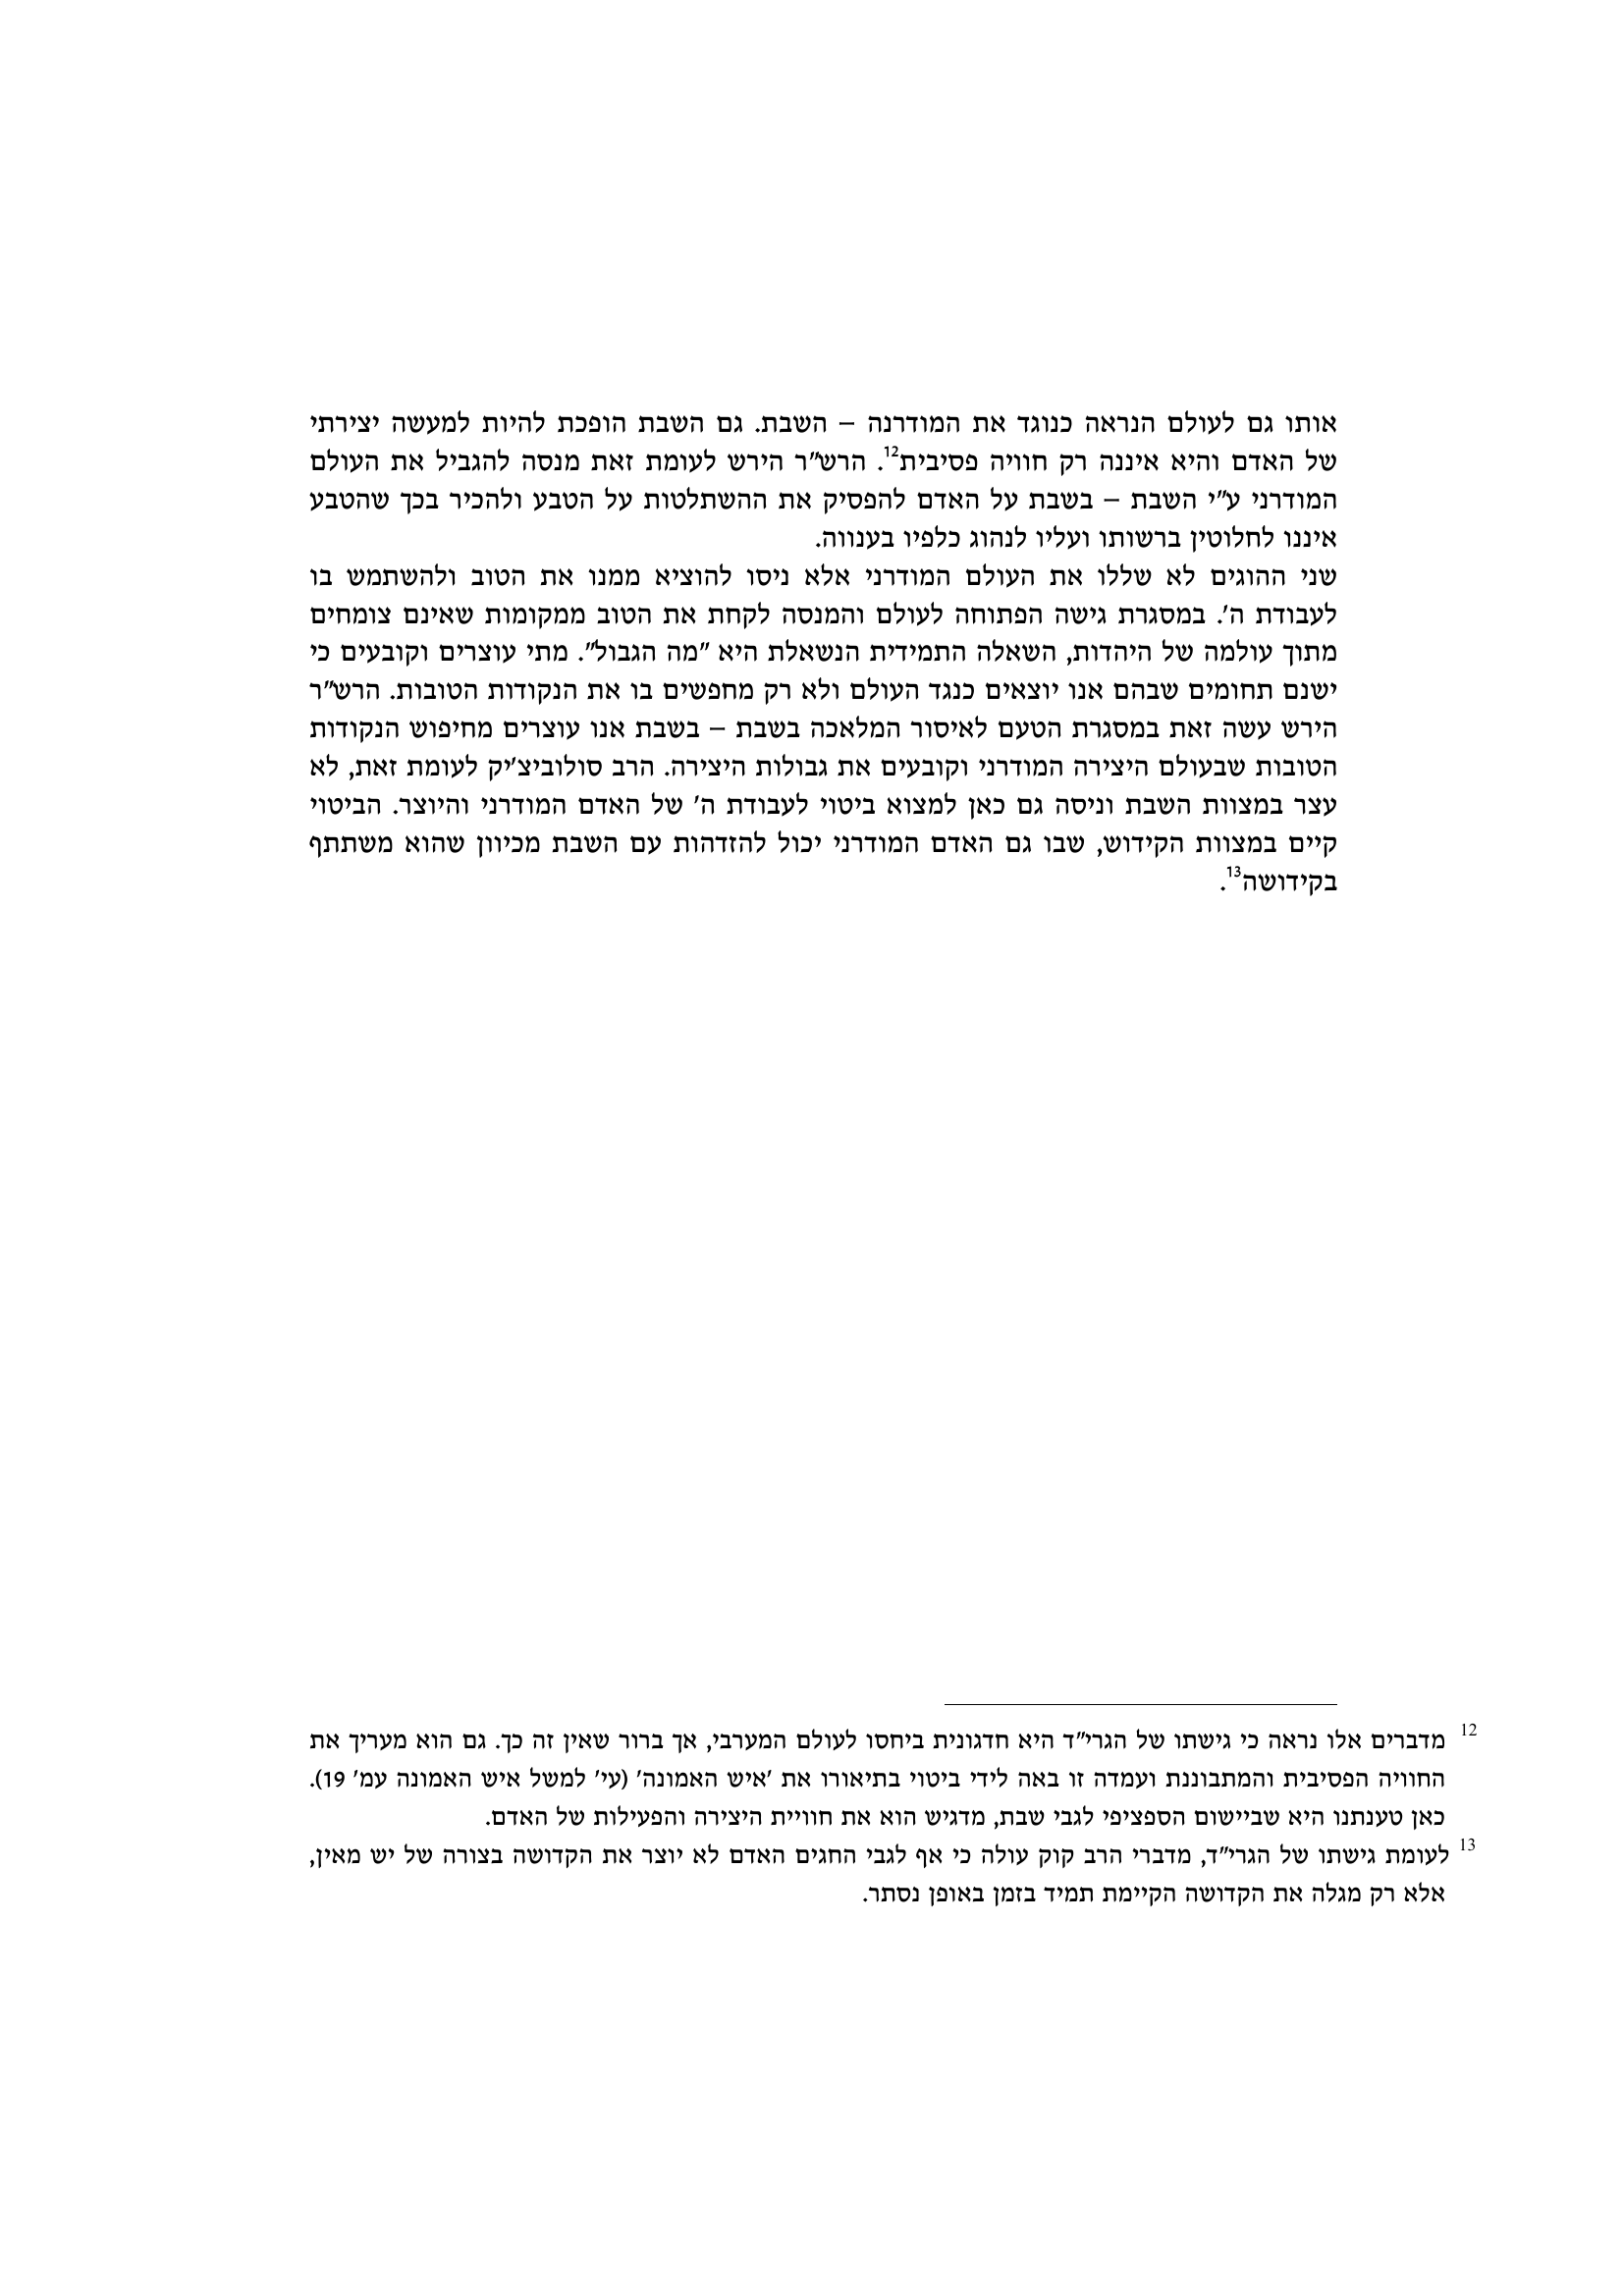 אותו גם לעולם הנראה כנוגד את המודרנה – השבת. גם השבת הופכת להיות למעשה יצירתי
של האדם והיא איננה רק חוויה פסיבית12. הרש"ר הירש לעומת זאת מנסה להגביל את העולם
המודרני ע"י השבת – בשבת על האדם להפסיק את ההשתלטות על הטבע ולהכיר בכך שהטבע
איננו לחלוטין ברשותו ועליו לנהוג כלפיו בענווה.
שני ההוגים לא שללו את העולם המודרני אלא ניסו להוציא ממנו את הטוב ולהשתמש בו
לעבודת ה'. במסגרת גישה הפתוחה לעולם והמנסה לקחת את הטוב ממקומות שאינם צומחים
מתוך עולמה של היהדות, השאלה התמידית הנשאלת היא "מה הגבול". מתי עוצרים וקובעים כי
ישנם תחומים שבהם אנו יוצאים כנגד העולם ולא רק מחפשים בו את הנקודות הטובות. הרש"ר
הירש עשה זאת במסגרת הטעם לאיסור המלאכה בשבת – בשבת אנו עוצרים מחיפוש הנקודות
הטובות שבעולם היצירה המודרני וקובעים את גבולות היצירה. הרב סולוביצ'יק לעומת זאת, לא
עצר במצוות השבת וניסה גם כאן למצוא ביטוי לעבודת ה' של האדם המודרני והיוצר. הביטוי
קיים במצוות הקידוש, שבו גם האדם המודרני יכול להזדהות עם השבת מכיוון שהוא משתתף
בקידושה13.
12 מדברים אלו נראה כי גישתו של הגרי"ד היא חדגונית ביחסו לעולם המערבי, אך ברור שאין זה כך. גם הוא מעריך את
החוויה הפסיבית והמתבוננת ועמדה זו באה לידי ביטוי בתיאורו את 'איש האמונה' (עי' למשל איש האמונה עמ' 19).
כאן טענתנו היא שביישום הספציפי לגבי שבת, מדגיש הוא את חוויית היצירה והפעילות של האדם.
13 לעומת גישתו של הגרי"ד, מדברי הרב קוק עולה כי אף לגבי החגים האדם לא יוצר את הקדושה בצורה של יש מאין,
אלא רק מגלה את הקדושה הקיימת תמיד בזמן באופן נסתר.